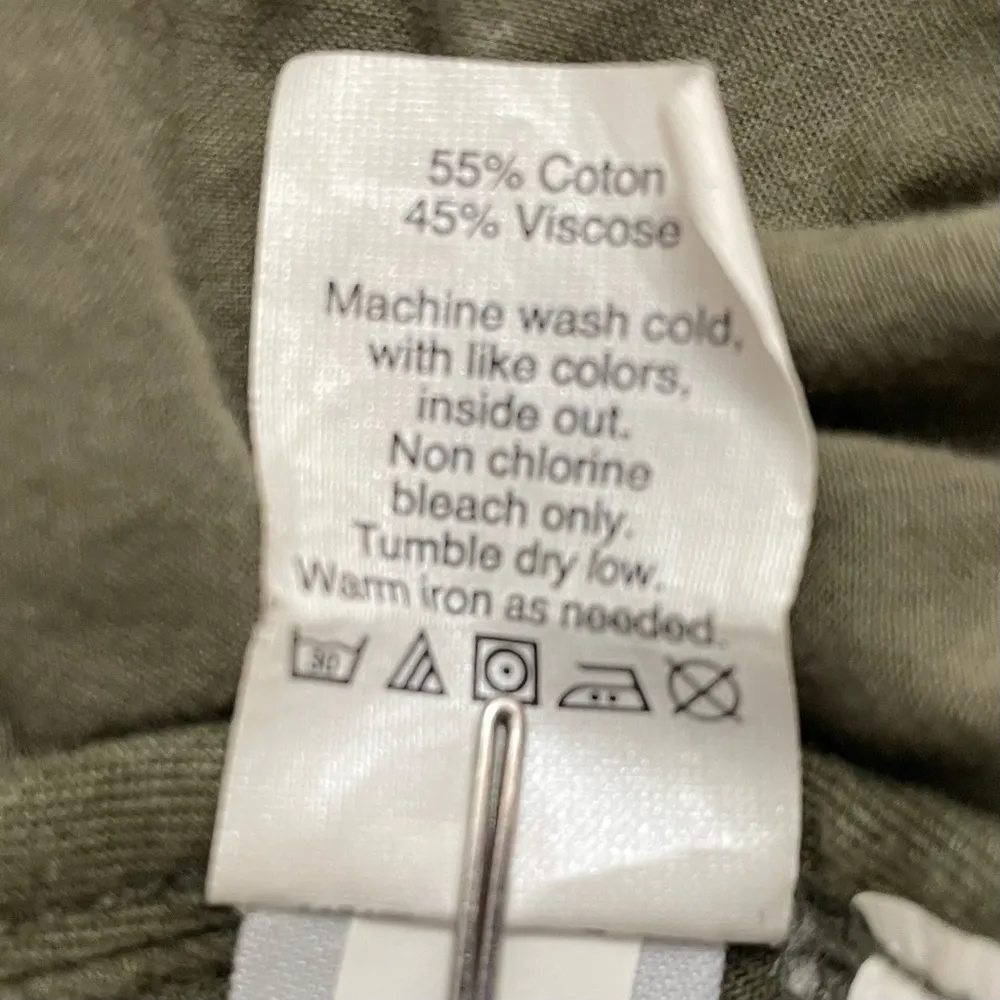 55% Coton
45% Viscose
Machine wash cold,
with like colors,
inside out.
Non chlorine
bleach only.
Tumble dry low.
Warm iron as needed.
30